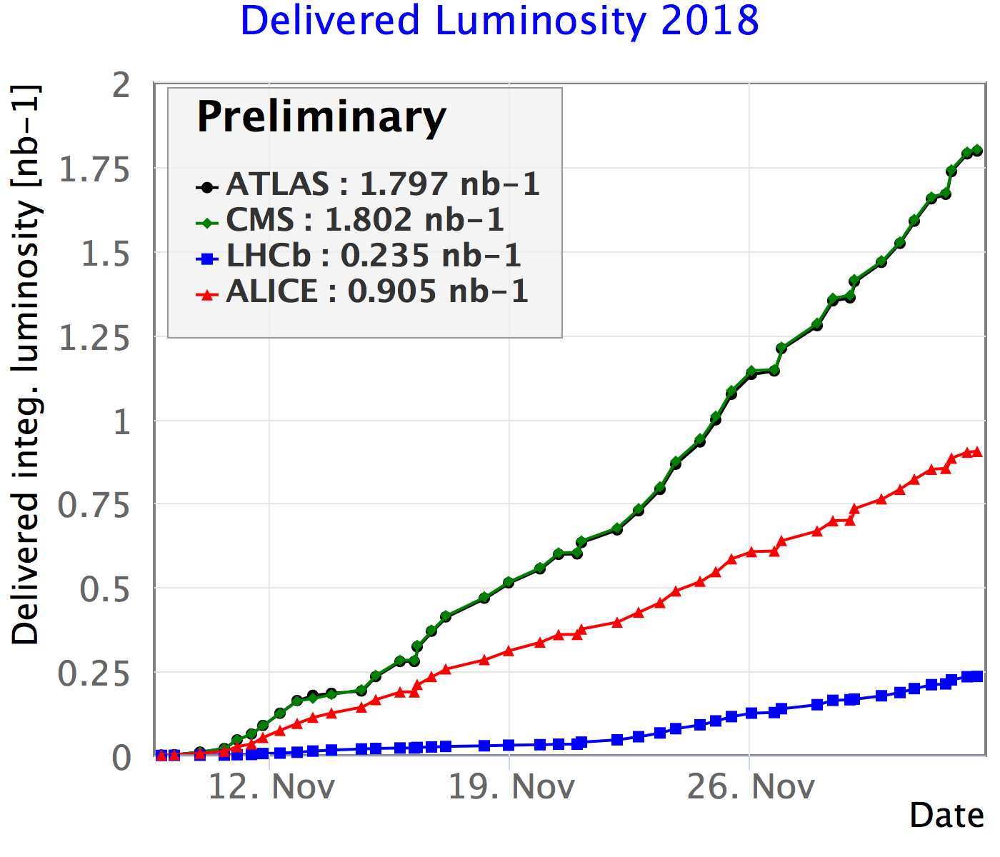 Delivered Luminosity 2018
Delivered integ. luminosity [nb-1]
2
1.75
1.5
1.25
1
0.75
0.5
0.25
0
Preliminary
ATLAS : 1.797 nb-1
CMS : 1.802 nb-1
LHCb : 0.235 nb-1
ALICE : 0.905 nb-1
12. Nov
19. Nov
26. Nov
Date